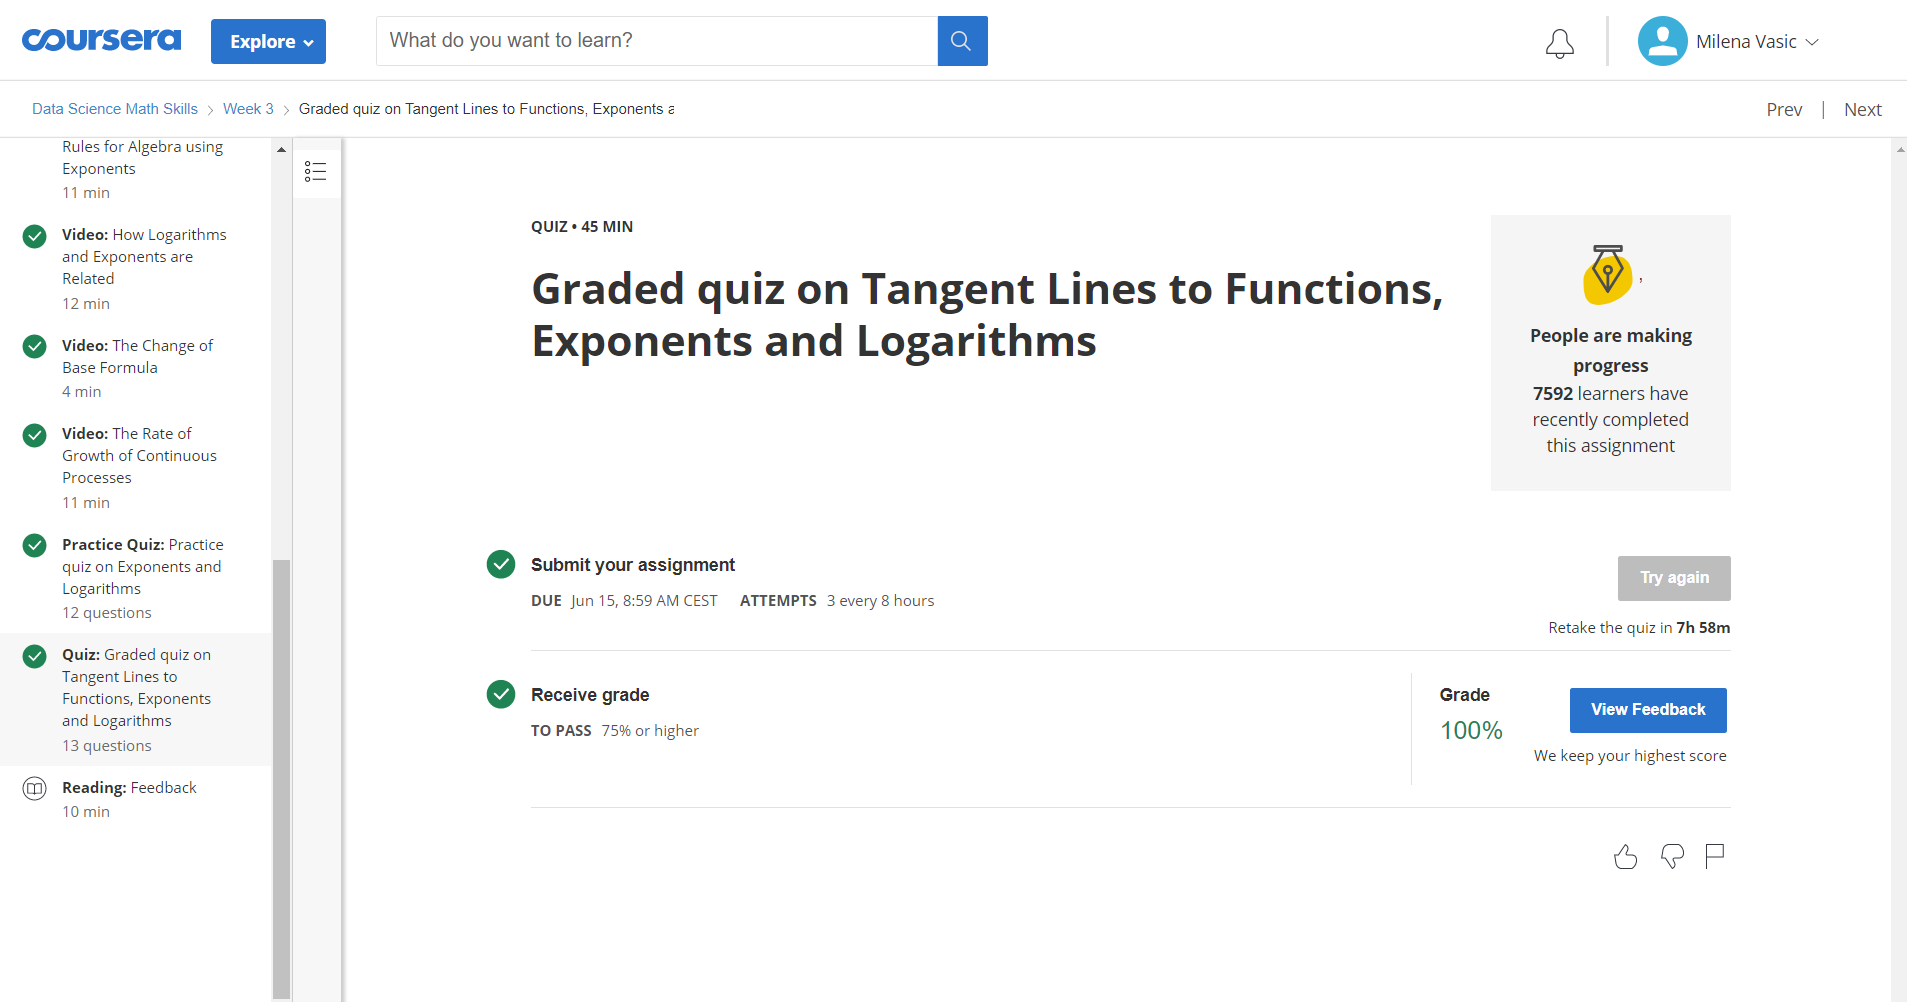 coursera
Explore
What do you want to learn?
Milena Vasic
Data Science Math Skills
Week 3
Graded quiz on Tangent Lines to Functions, Exponents a
Prev | Next
Rules for Algebra using
Exponents
11 min
Video: How Logarithms
and Exponents are
Related
12 min
Video: The Change of
Base Formula
4 min
Video: The Rate of
Growth of Continuous
Processes
11 min
Practice Quiz: Practice
quiz on Exponents and
Logarithms
12 questions
Quiz: Graded quiz on
Tangent Lines to
Functions, Exponents
and Logarithms
13 questions
Reading: Feedback
10 min
QUIZ • 45 MIN
Graded quiz on Tangent Lines to Functions,
Exponents and Logarithms
,
People are making
progress
7592 learners have
recently completed
this assignment
Submit your assignment
DUE Jun 15, 8:59 AM CEST ATTEMPTS 3 every 8 hours
Try again
Retake the quiz in 7h 58m
Receive grade
TO PASS 75% or higher
Grade
100%
View Feedback
We keep your highest score